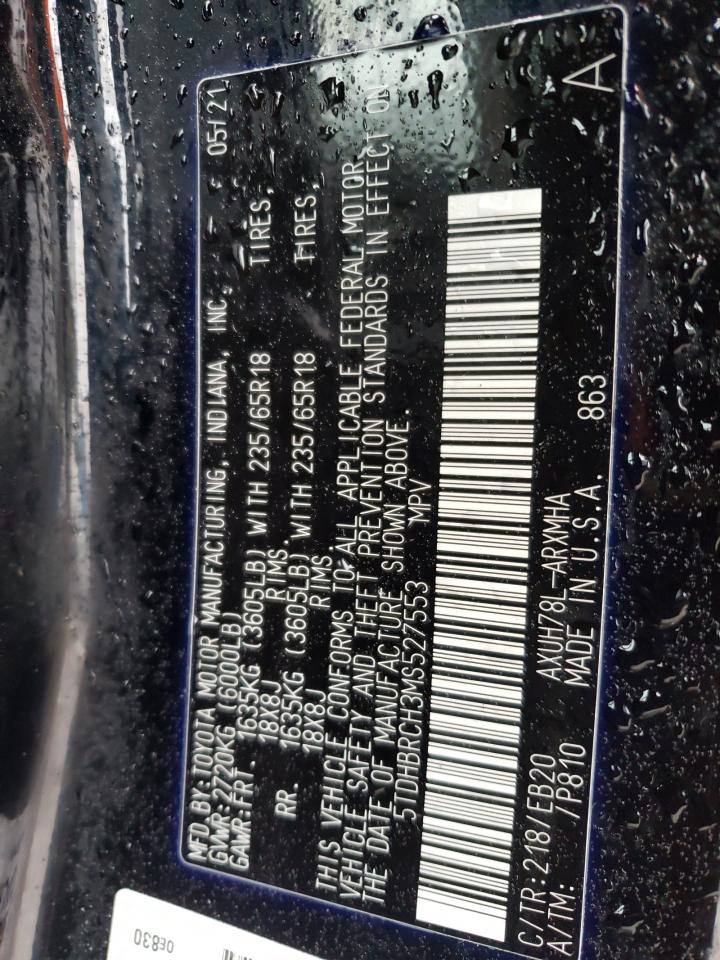 MFD. BY: TOYOTA MOTOR MANUFACTURING, INDIANA, INC. 05/21
GVWR: 2720KG (6000LB)
GAWR: FRT. 1635KG (3605LB) WITH 235/65R18 TIRES,
18X8J RIMS
RR. 1635KG (3605LB) WITH 235/65R18 TIRES,
18X8J RIMS
THIS VEHICLE CONFORMS TO ALL APPLICABLE FEDERAL MOTOR
VEHICLE SAFETY AND THEFT PREVENTION STANDARDS IN EFFECT ON
THE DATE OF MANUFACTURE SHOWN ABOVE.
5TDHBRCH3MS527553 MPV
C/TR: 218/EB20 AXUH78L-ARXMHA 863
A/TM: /P810 MADE IN U.S.A.
A
0E830